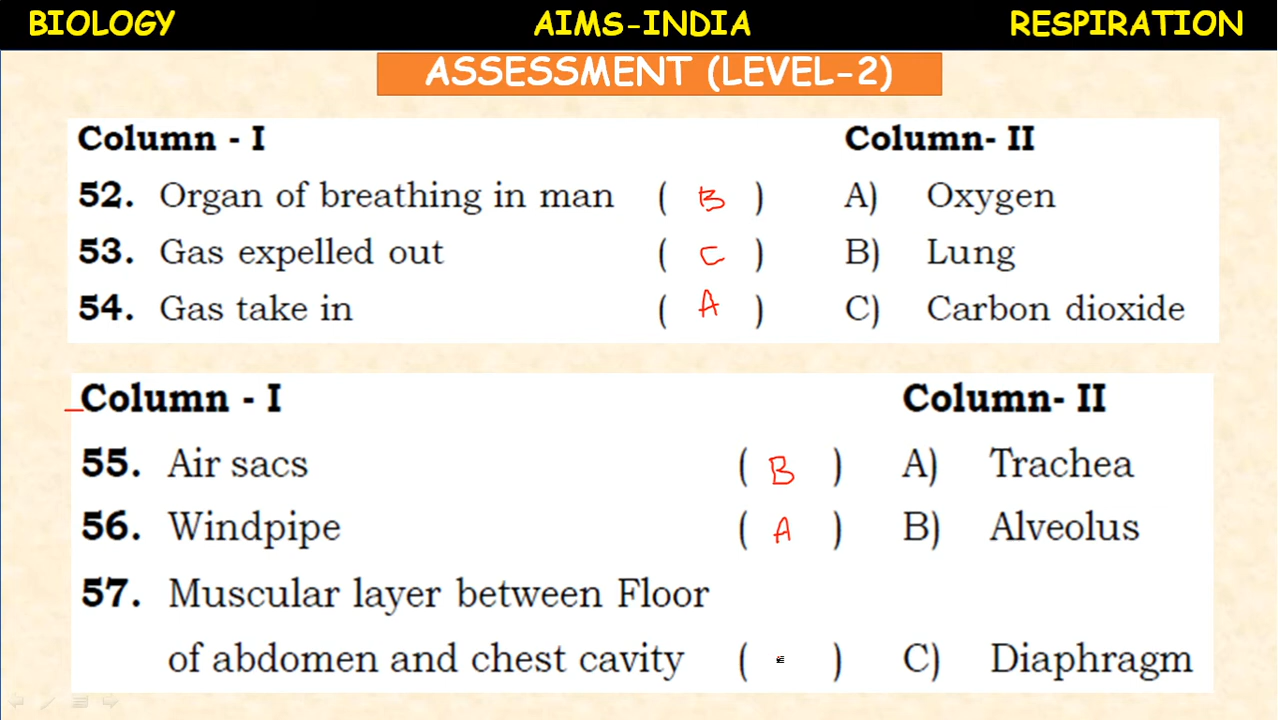 BIOLOGY AIMS-INDIA RESPIRATION
ASSESSMENT (LEVEL-2)
Column - I Column- II
52. Organ of breathing in man ( B ) A) Oxygen
53. Gas expelled out ( C ) B) Lung
54. Gas take in ( A ) C) Carbon dioxide
Column - I Column- II
55. Air sacs ( B ) A) Trachea
56. Windpipe ( A ) B) Alveolus
57. Muscular layer between Floor
of abdomen and chest cavity ( ) C) Diaphragm